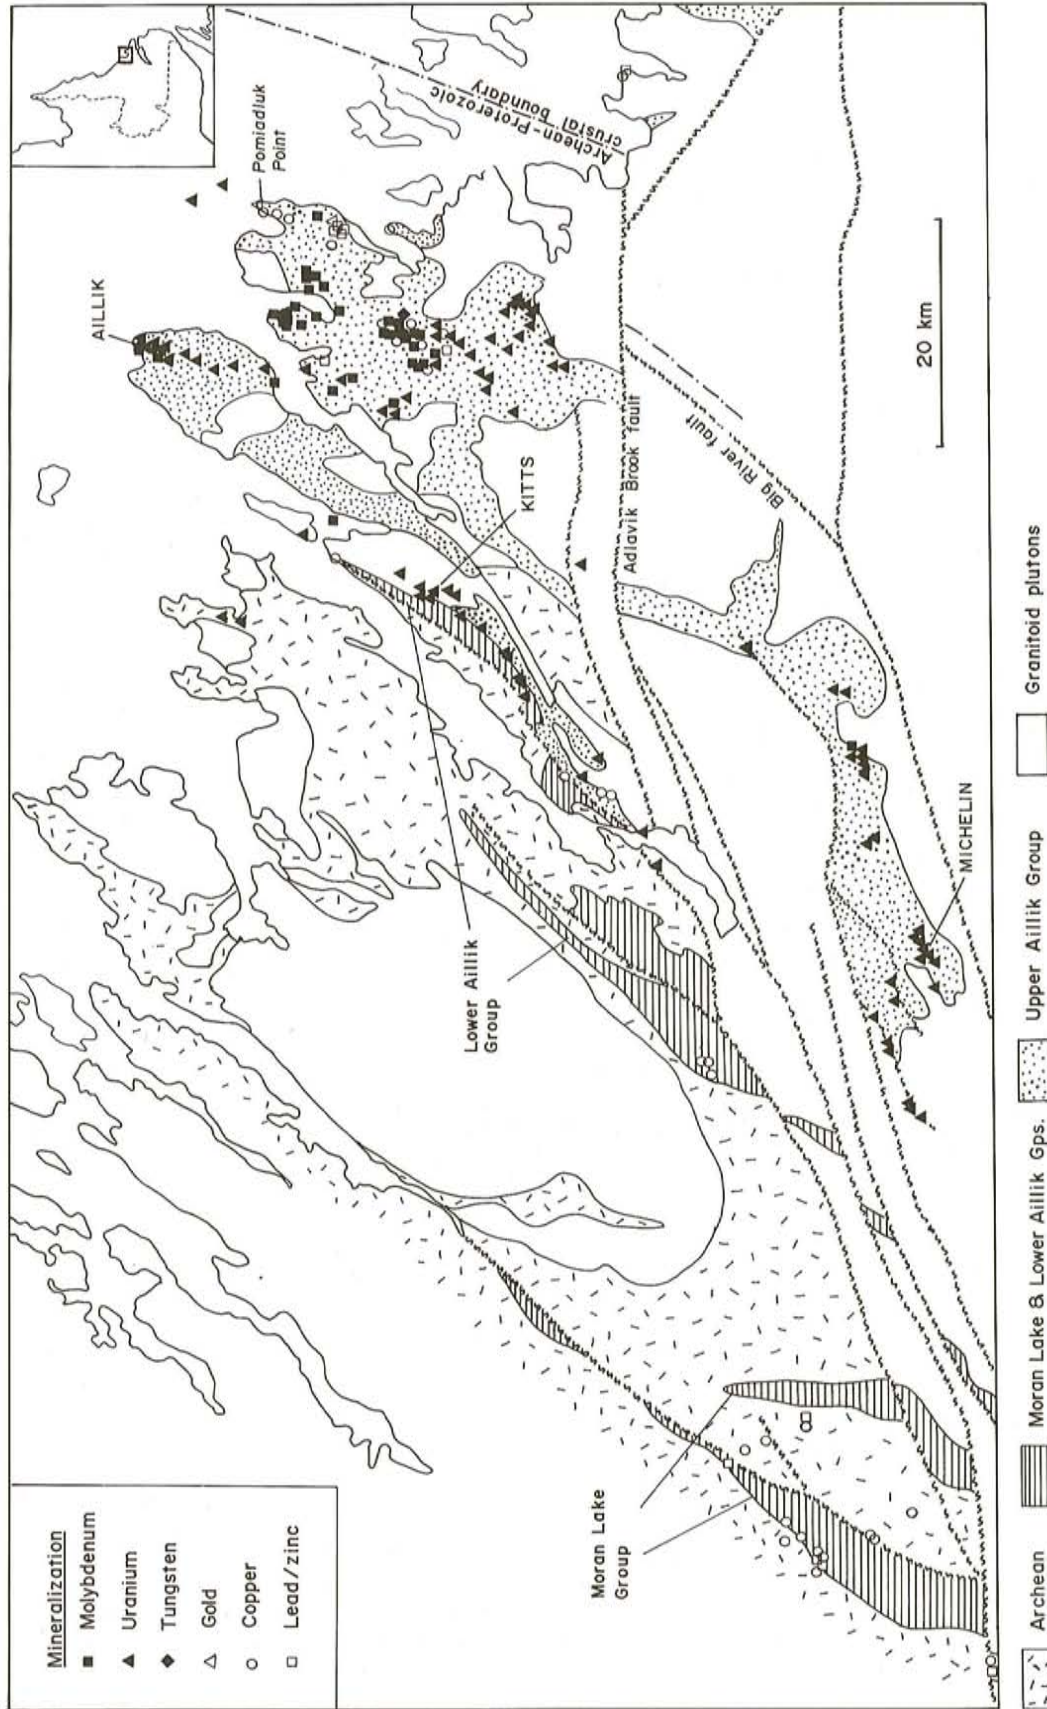 Mineralization
Molybdenum
Uranium
Tungsten
Gold
Copper
Lead/zinc
Moran Lake
Group
Lower Aillik
Group
AILLIK
Pomiadluk
Point
Archean-Proterozoic
crustal boundary
KITTS
Adlavik Brook fault
Big River fault
MICHELIN
20 km
Archean
Moran Lake & Lower Aillik Gps.
Upper Aillik Group
Granitoid plutons